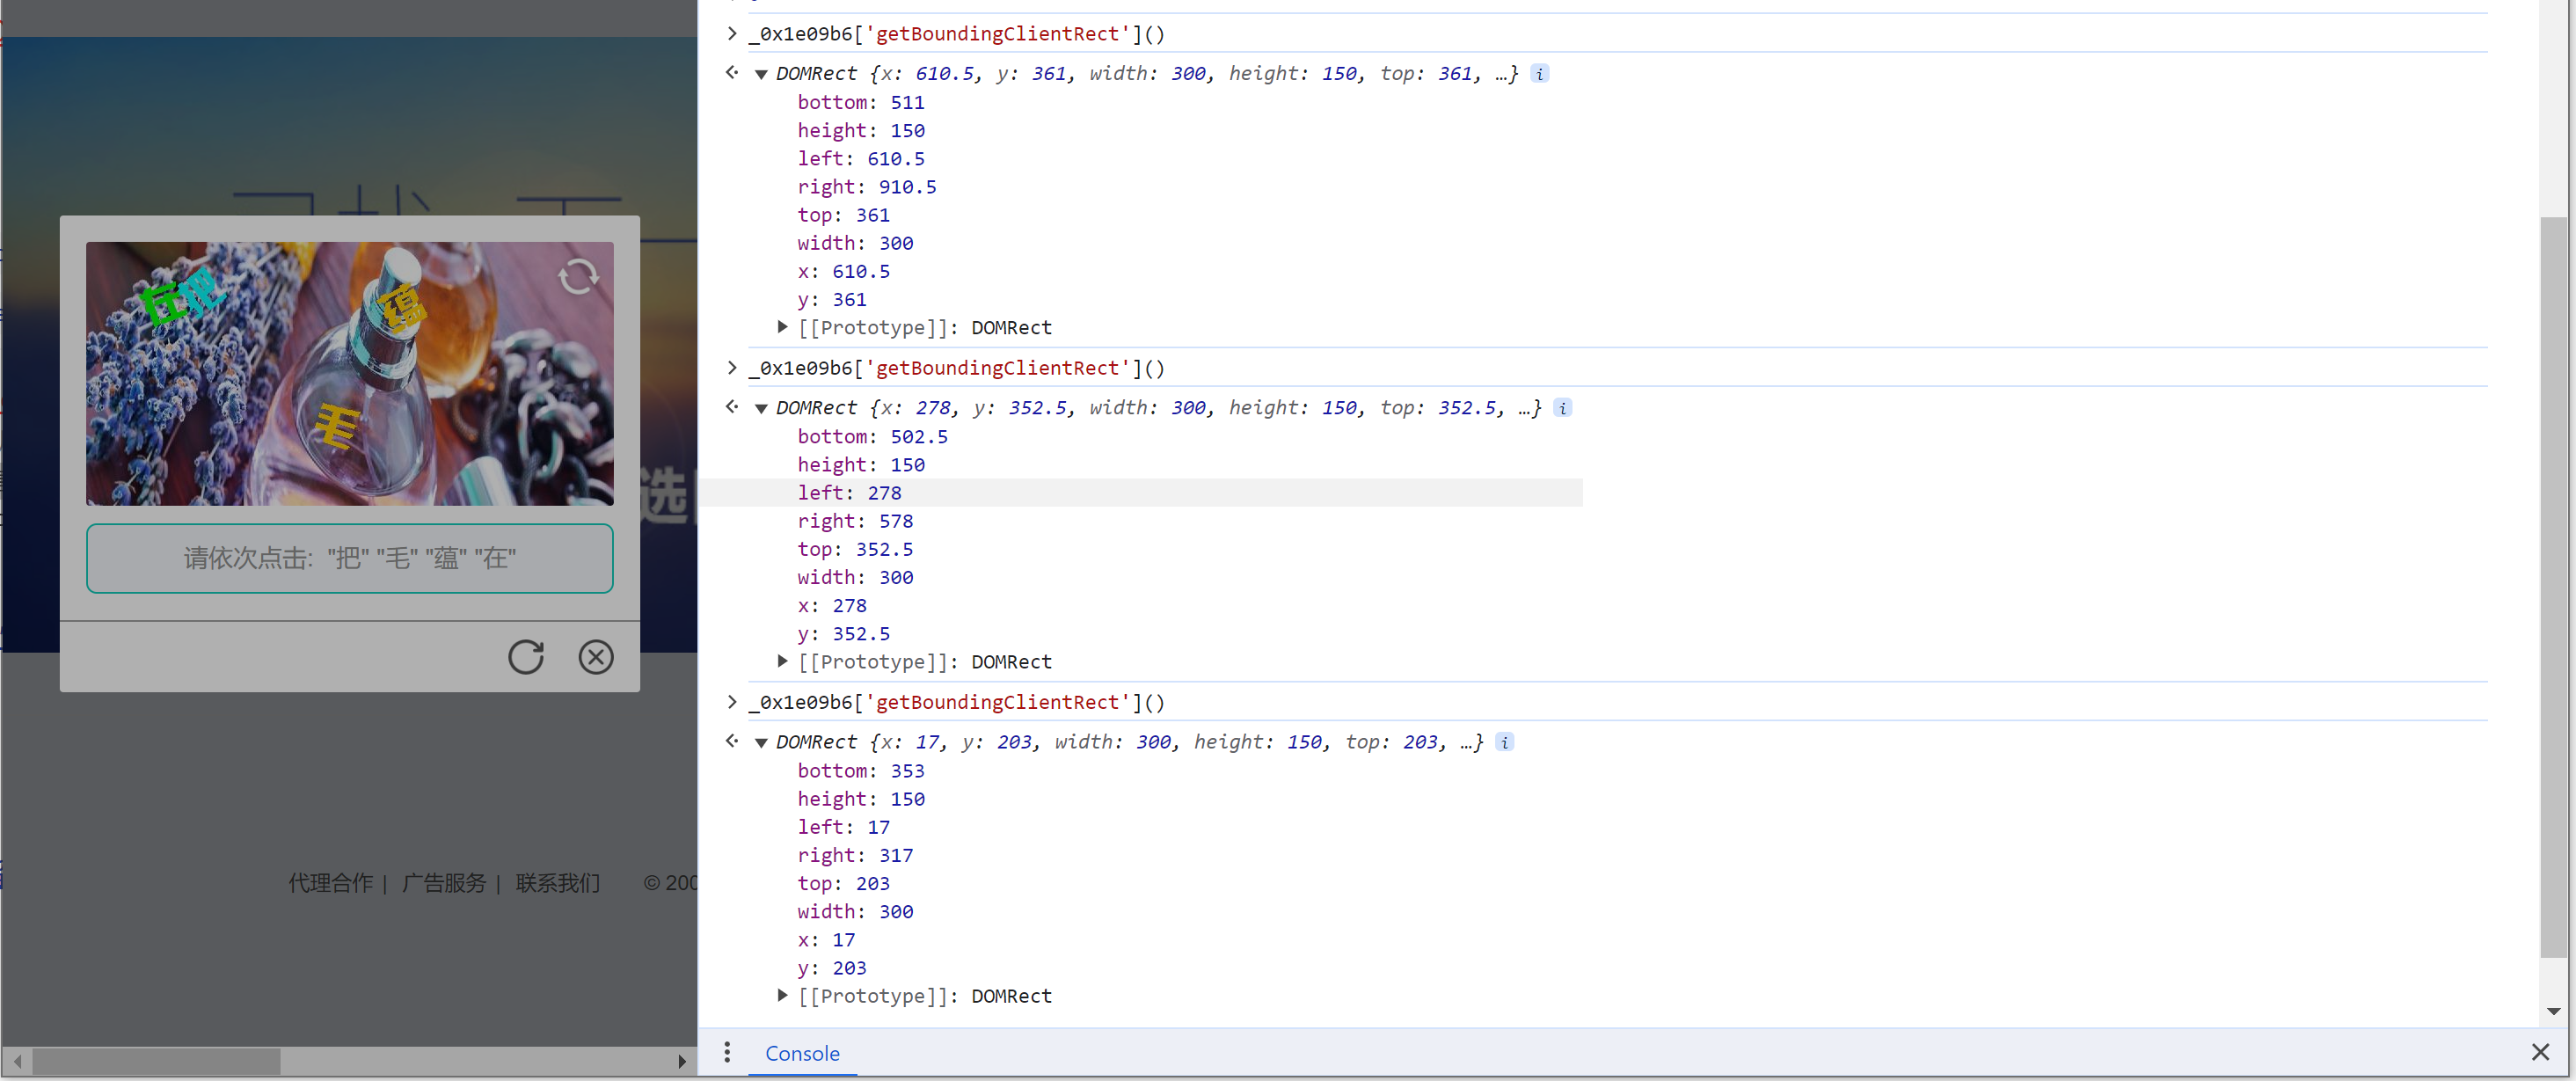 在把
蕴
毛
请依次点击: "把" "毛" "蕴" "在"
选
代理合作 | 广告服务 | 联系我们 © 200
_0x1e09b6['getBoundingClientRect']()
DOMRect {x: 610.5, y: 361, width: 300, height: 150, top: 361, …}
bottom: 511
height: 150
left: 610.5
right: 910.5
top: 361
width: 300
x: 610.5
y: 361
[[Prototype]]: DOMRect
_0x1e09b6['getBoundingClientRect']()
DOMRect {x: 278, y: 352.5, width: 300, height: 150, top: 352.5, …}
bottom: 502.5
height: 150
left: 278
right: 578
top: 352.5
width: 300
x: 278
y: 352.5
[[Prototype]]: DOMRect
_0x1e09b6['getBoundingClientRect']()
DOMRect {x: 17, y: 203, width: 300, height: 150, top: 203, …}
bottom: 353
height: 150
left: 17
right: 317
top: 203
width: 300
x: 17
y: 203
[[Prototype]]: DOMRect
Console